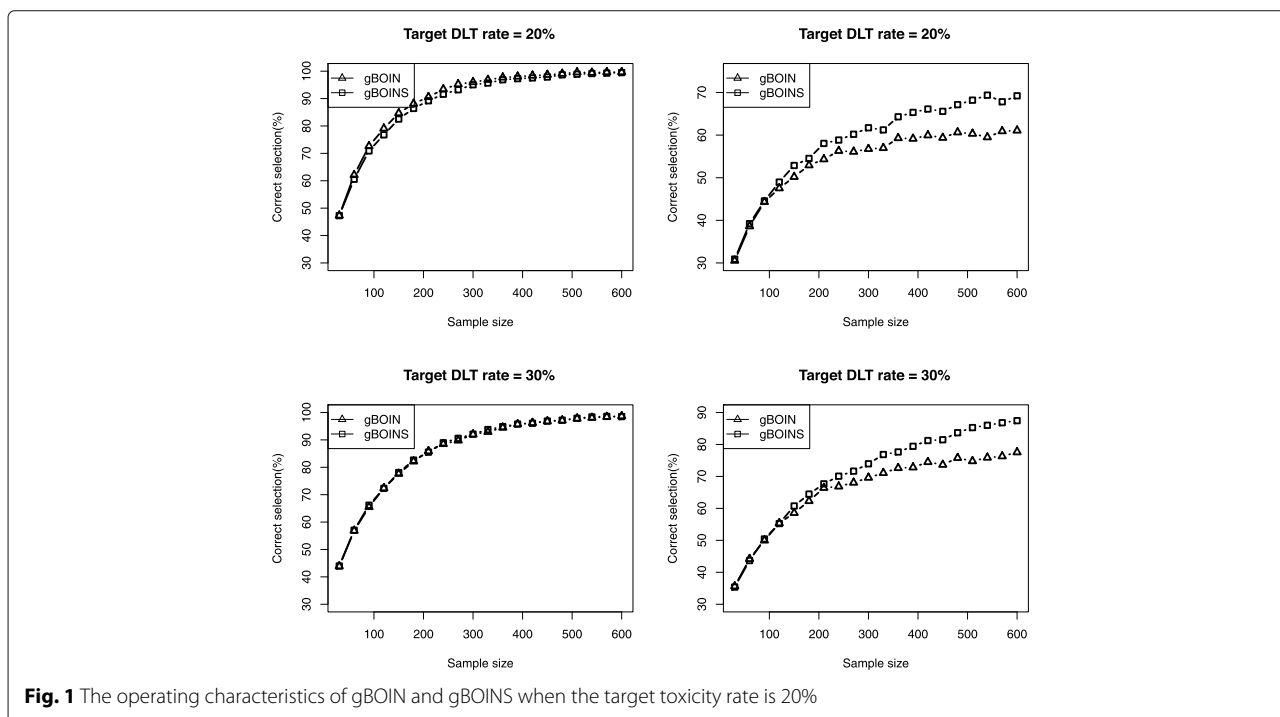 Target DLT rate = 20%
Correct selection(%)
100
90
80
70
60
50
40
30
gBOIN
gBOINS
100 200 300 400 500 600
Sample size
Target DLT rate = 20%
Correct selection(%)
70
60
50
40
30
gBOIN
gBOINS
100 200 300 400 500 600
Sample size
Target DLT rate = 30%
Correct selection(%)
100
90
80
70
60
50
40
30
gBOIN
gBOINS
100 200 300 400 500 600
Sample size
Target DLT rate = 30%
Correct selection(%)
90
80
70
60
50
40
30
gBOIN
gBOINS
100 200 300 400 500 600
Sample size
Fig. 1 The operating characteristics of gBOIN and gBOINS when the target toxicity rate is 20%